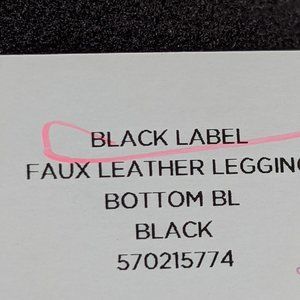 BLACK LABEL
FAUX LEATHER LEGGING
BOTTOM BL
BLACK
570215774